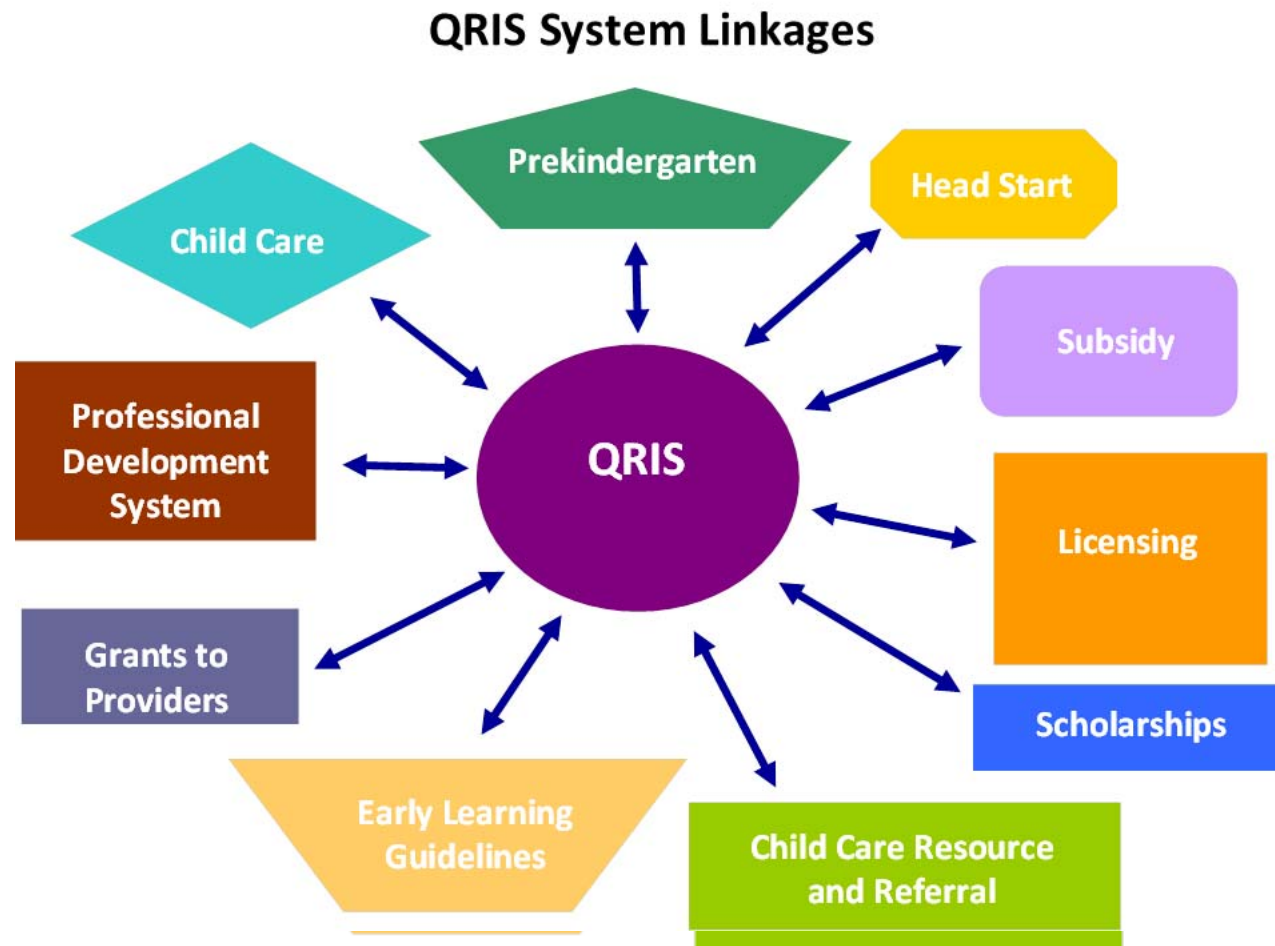 QRIS System Linkages
Prekindergarten
Head Start
Child Care
Subsidy
Professional
Development
System
QRIS
Licensing
Grants to
Providers
Scholarships
Early Learning
Guidelines
Child Care Resource
and Referral